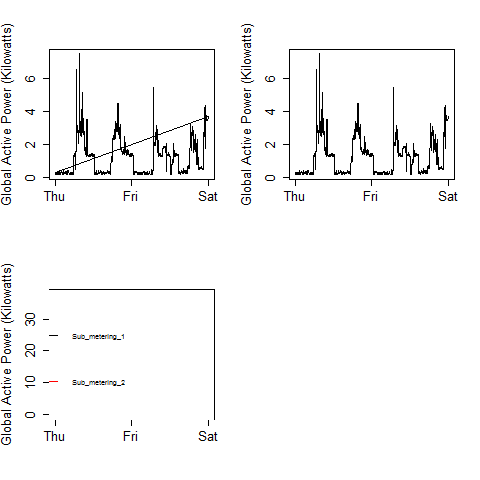 Global Active Power (Kilowatts)
6
4
2
0
Thu Fri Sat
Global Active Power (Kilowatts)
6
4
2
0
Thu Fri Sat
Global Active Power (Kilowatts)
30
20
10
0
Sub_metering_1
Sub_metering_2
Thu Fri Sat